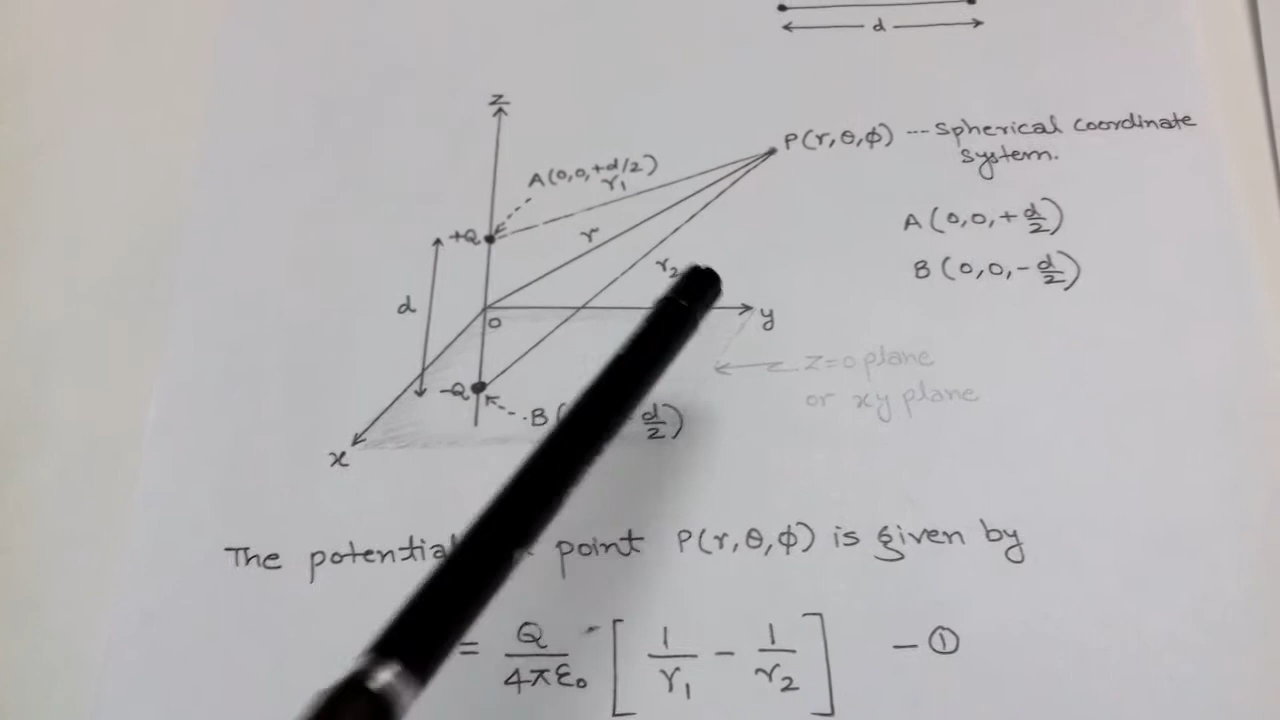 d
z
P(r,θ,ϕ) --- spherical coordinate
system.
A(0,0,+d/2)
r₁
A(0,0,+d/2)
+Q
r
B(0,0,-d/2)
r₂
d
O
y
z=0 plane
or xy plane
-Q
B( d/2)
x
The potential point P(r,θ,ϕ) is given by
= Q/4πε₀ [1/r₁ - 1/r₂] - ①